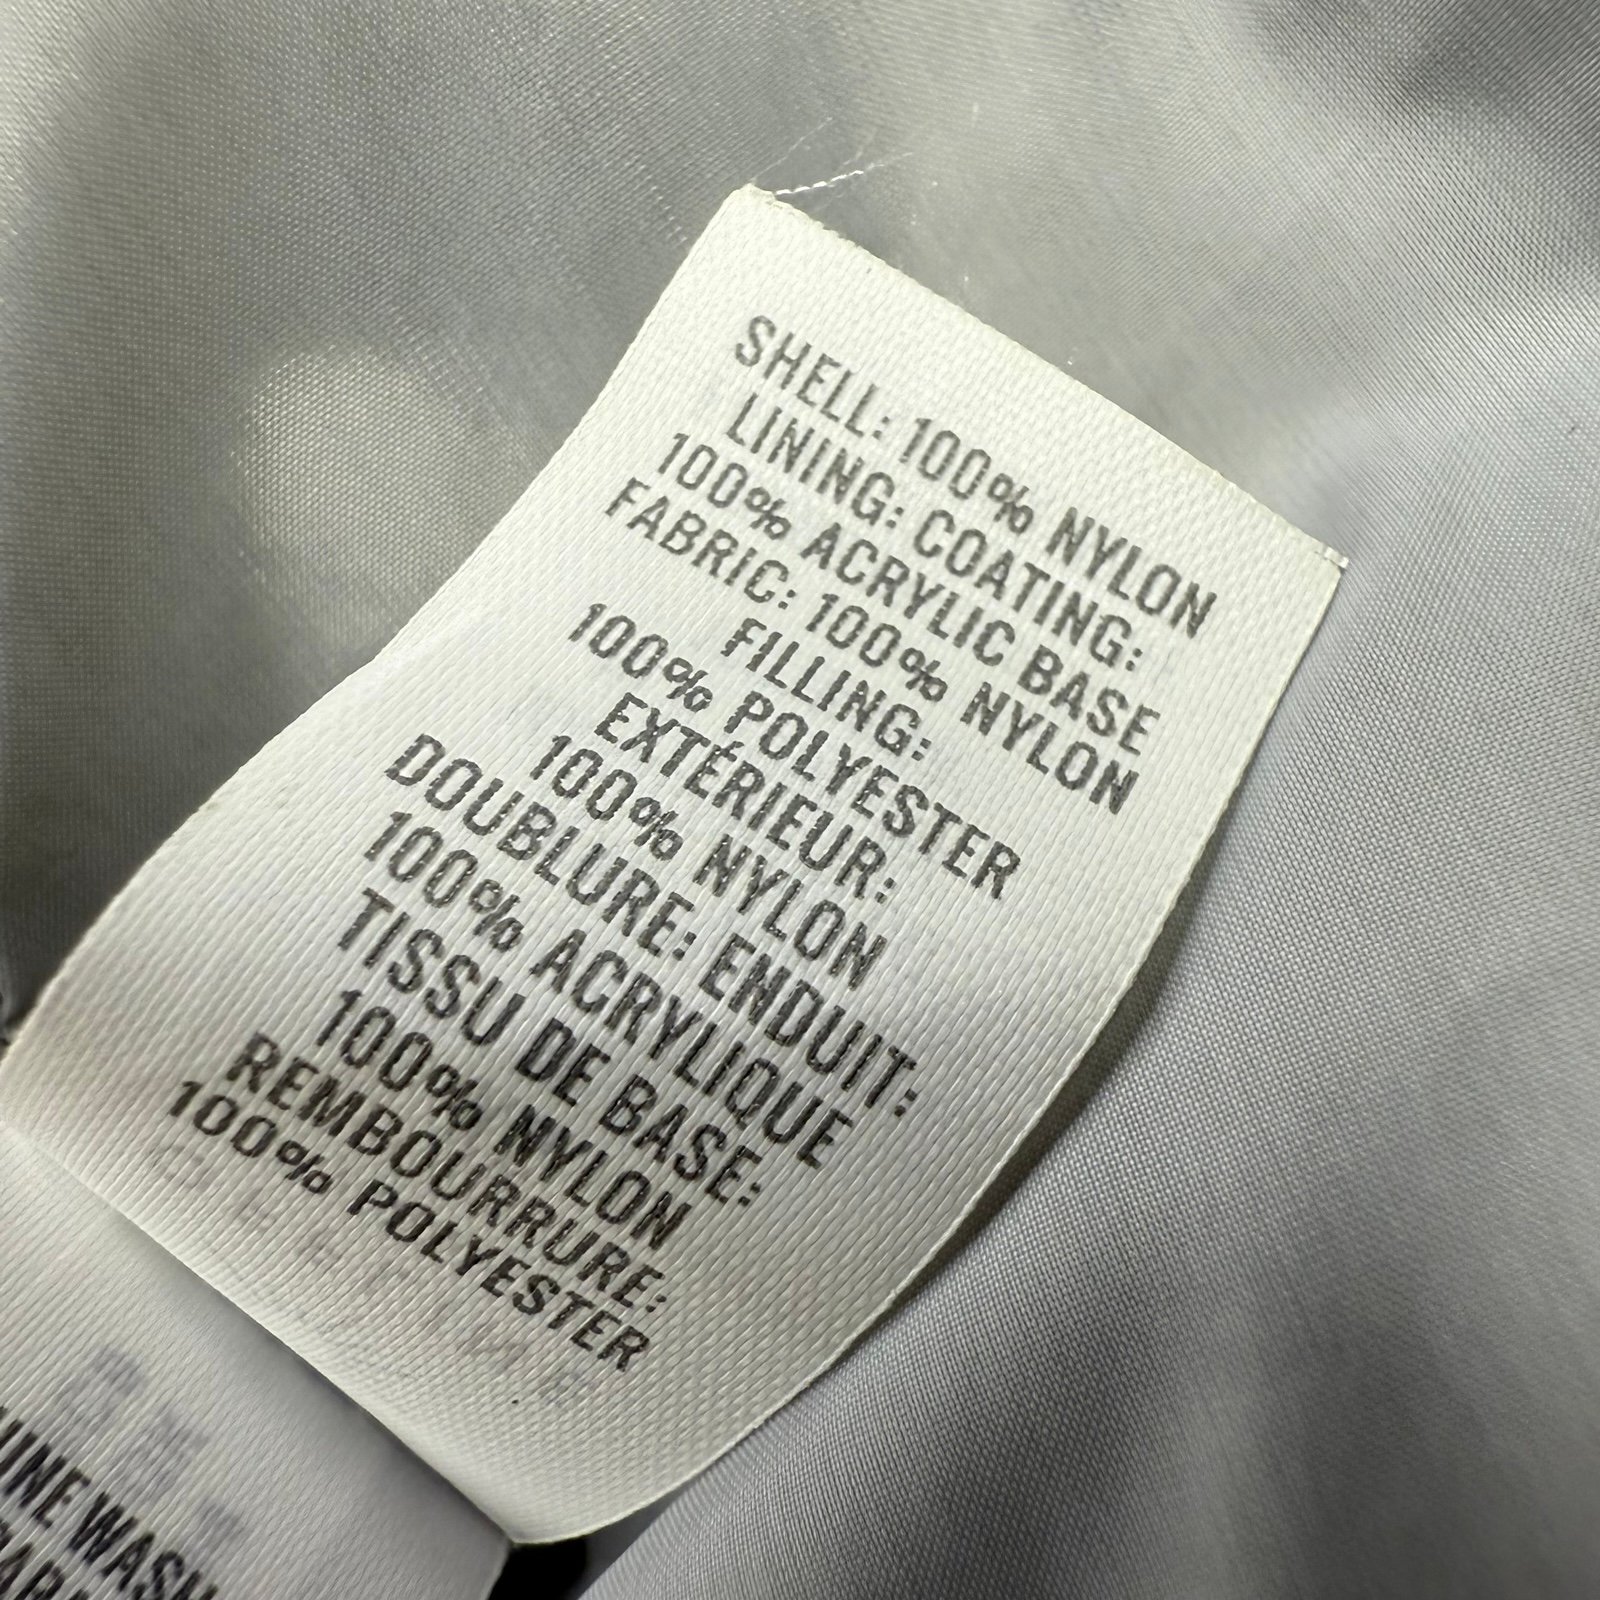 SHELL: 100% NYLON
LINING: COATING:
100% ACRYLIC BASE
FABRIC: 100% NYLON
FILLING:
100% POLYESTER
EXTÉRIEUR:
100% NYLON
DOUBLURE: ENDUIT:
100% ACRYLIQUE
TISSU DE BASE:
100% NYLON
REMBOURRURE:
100% POLYESTER
WASH